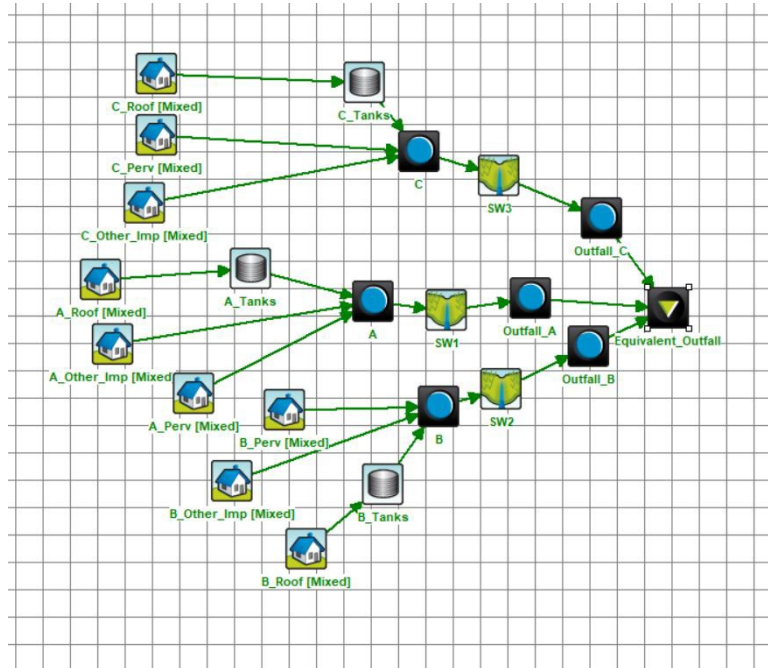 C_Roof [Mixed]
C_Tanks
C_Perv [Mixed]
C
C_Other_Imp [Mixed]
SW3
Outfall_C
A_Roof [Mixed]
A_Tanks
A
SW1
Outfall_A
Equivalent_Outfall
A_Other_Imp [Mixed]
Outfall_B
A_Perv [Mixed]
B_Perv [Mixed]
B
SW2
B_Other_Imp [Mixed]
B_Tanks
B_Roof [Mixed]